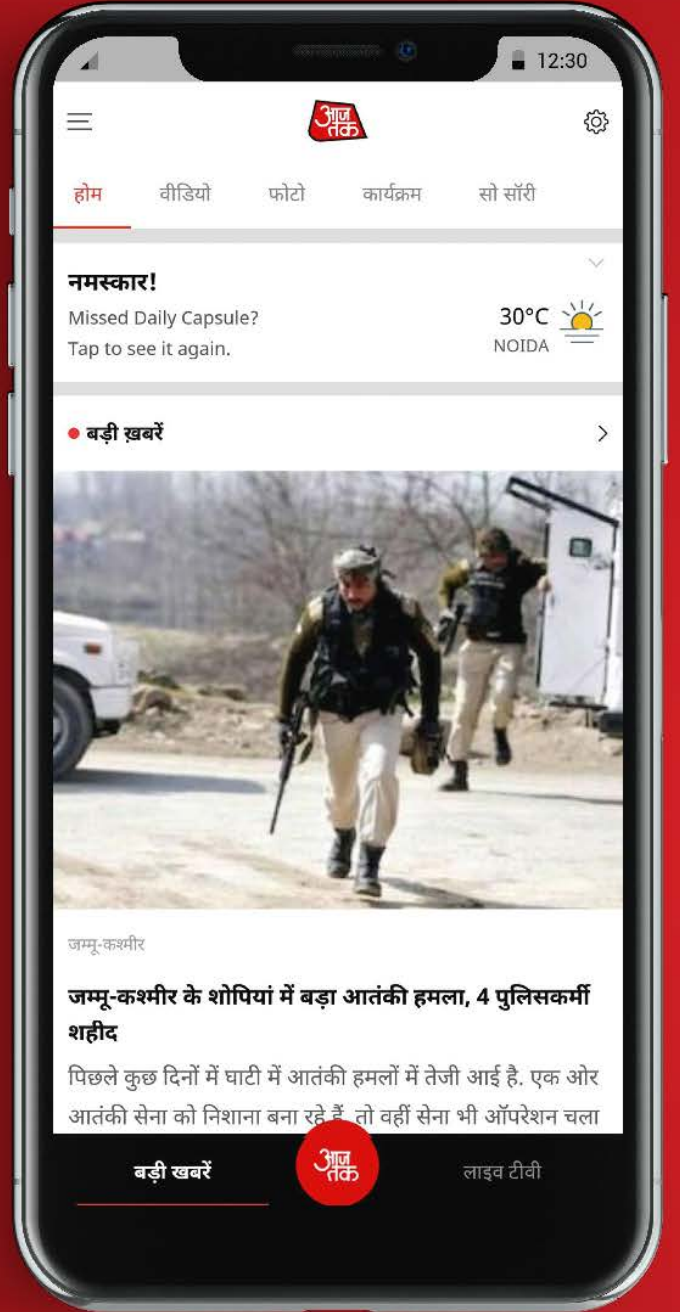 12:30
आज तक
होम वीडियो फोटो कार्यक्रम सो सॉरी
नमस्कार!
Missed Daily Capsule?
Tap to see it again.
30°C
NOIDA
बड़ी ख़बरें
जम्मू-कश्मीर
जम्मू-कश्मीर के शोपियां में बड़ा आतंकी हमला, 4 पुलिसकर्मी
शहीद
पिछले कुछ दिनों में घाटी में आतंकी हमलों में तेजी आई है. एक ओर
आतंकी सेना को निशाना बना रहे हैं, तो वहीं सेना भी ऑपरेशन चला
बड़ी खबरें
आज तक
लाइव टीवी